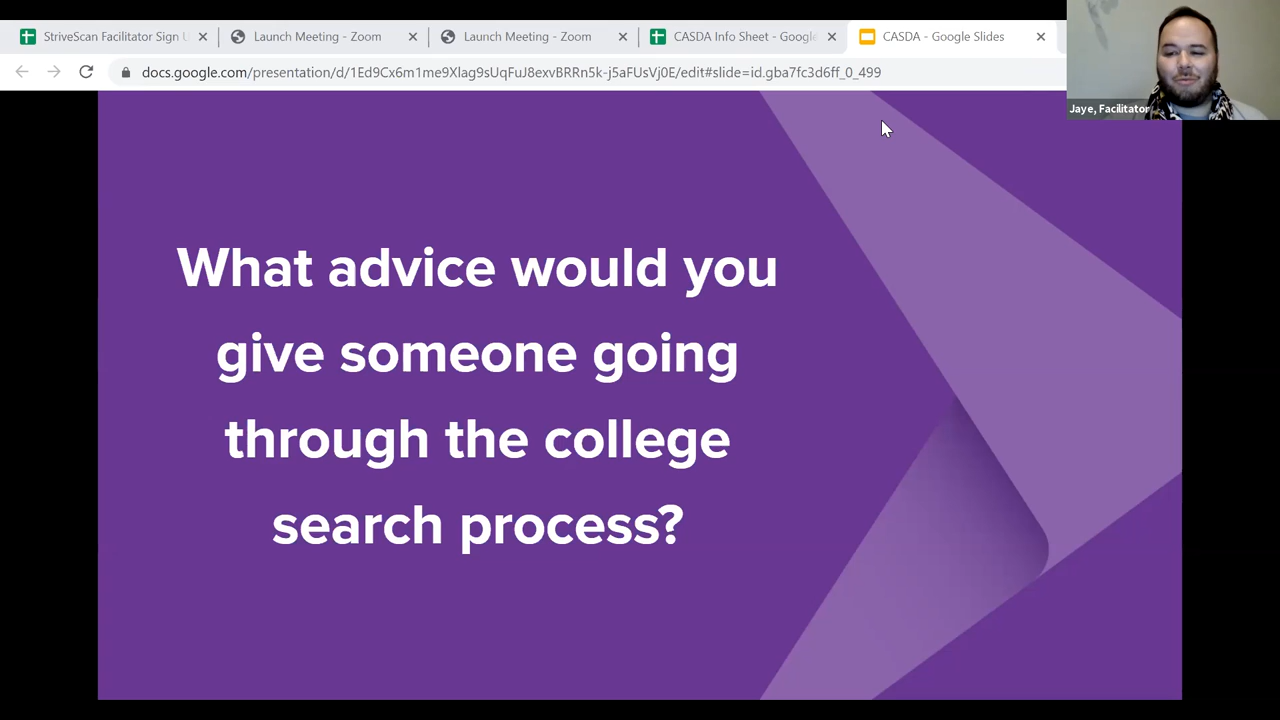 StriveScan Facilitator Sign U
Launch Meeting - Zoom
Launch Meeting - Zoom
CASDA Info Sheet - Google
CASDA - Google Slides
docs.google.com/presentation/d/1Ed9Cx6m1me9Xlag9hZqFuJ8exvBRRn5k-j5aFUsVj0E/edit#slide=id.gba7fc3d6ff_0_499
Jaye, Facilitator
What advice would you
give someone going
through the college
search process?